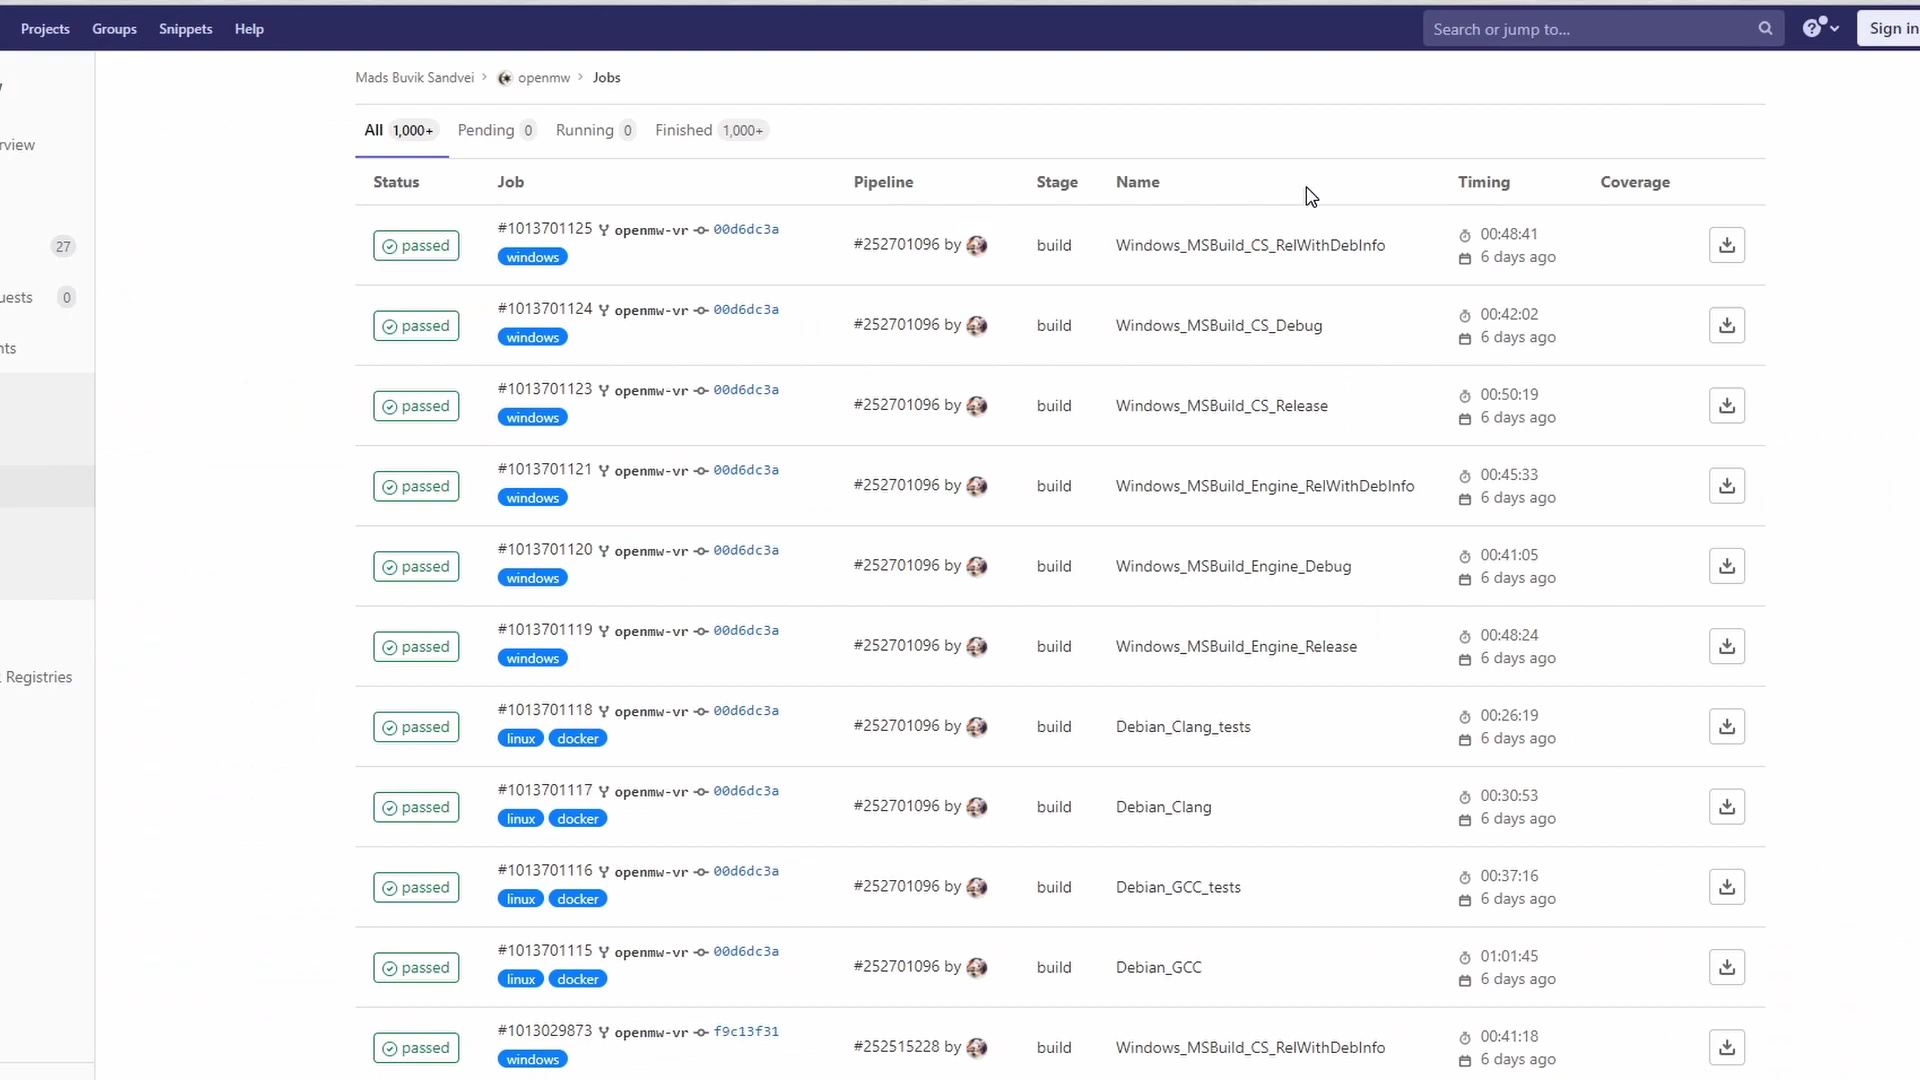 Projects Groups Snippets Help Search or jump to... Sign in
Mads Buvik Sandvei > openmw > Jobs
rview
27
uests 0
nts
Registries
All 1,000+ Pending 0 Running 0 Finished 1,000+
Status Job Pipeline Stage Name Timing Coverage
passed #1013701125 openmw-vr 00d6dc3a #252701096 by build Windows_MSBuild_CS_RelWithDebInfo 00:48:41
windows 6 days ago
passed #1013701124 openmw-vr 00d6dc3a #252701096 by build Windows_MSBuild_CS_Debug 00:42:02
windows 6 days ago
passed #1013701123 openmw-vr 00d6dc3a #252701096 by build Windows_MSBuild_CS_Release 00:50:19
windows 6 days ago
passed #1013701121 openmw-vr 00d6dc3a #252701096 by build Windows_MSBuild_Engine_RelWithDebInfo 00:45:33
windows 6 days ago
passed #1013701120 openmw-vr 00d6dc3a #252701096 by build Windows_MSBuild_Engine_Debug 00:41:05
windows 6 days ago
passed #1013701119 openmw-vr 00d6dc3a #252701096 by build Windows_MSBuild_Engine_Release 00:48:24
windows 6 days ago
passed #1013701118 openmw-vr 00d6dc3a #252701096 by build Debian_Clang_tests 00:26:19
linux docker 6 days ago
passed #1013701117 openmw-vr 00d6dc3a #252701096 by build Debian_Clang 00:30:53
linux docker 6 days ago
passed #1013701116 openmw-vr 00d6dc3a #252701096 by build Debian_GCC_tests 00:37:16
linux docker 6 days ago
passed #1013701115 openmw-vr 00d6dc3a #252701096 by build Debian_GCC 01:01:45
linux docker 6 days ago
passed #1013029873 openmw-vr f9c13f31 #252515228 by build Windows_MSBuild_CS_RelWithDebInfo 00:41:18
windows 6 days ago